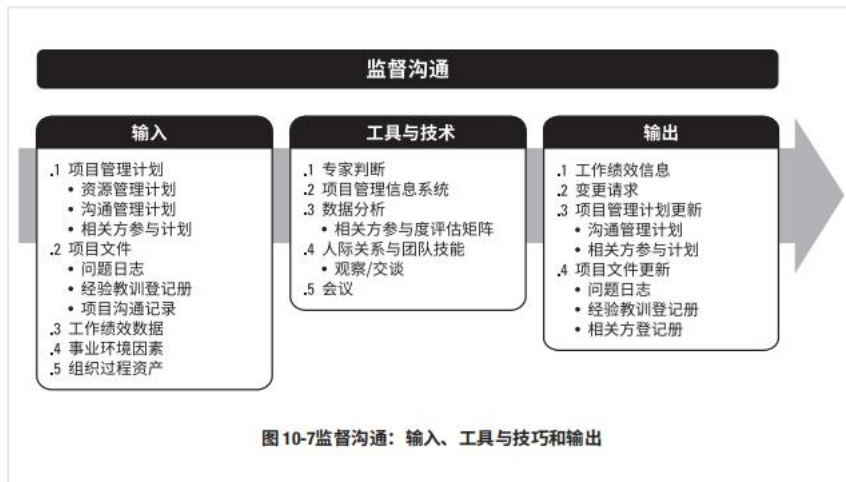 监督沟通
输入
.1 项目管理计划
• 资源管理计划
• 沟通管理计划
• 相关方参与计划
.2 项目文件
• 问题日志
• 经验教训登记册
• 项目沟通记录
.3 工作绩效数据
.4 事业环境因素
.5 组织过程资产
工具与技术
.1 专家判断
.2 项目管理信息系统
.3 数据分析
• 相关方参与度评估矩阵
.4 人际关系与团队技能
• 观察/交谈
.5 会议
输出
.1 工作绩效信息
.2 变更请求
.3 项目管理计划更新
• 沟通管理计划
• 相关方参与计划
.4 项目文件更新
• 问题日志
• 经验教训登记册
• 相关方登记册
图 10-7监督沟通：输入、工具与技巧和输出